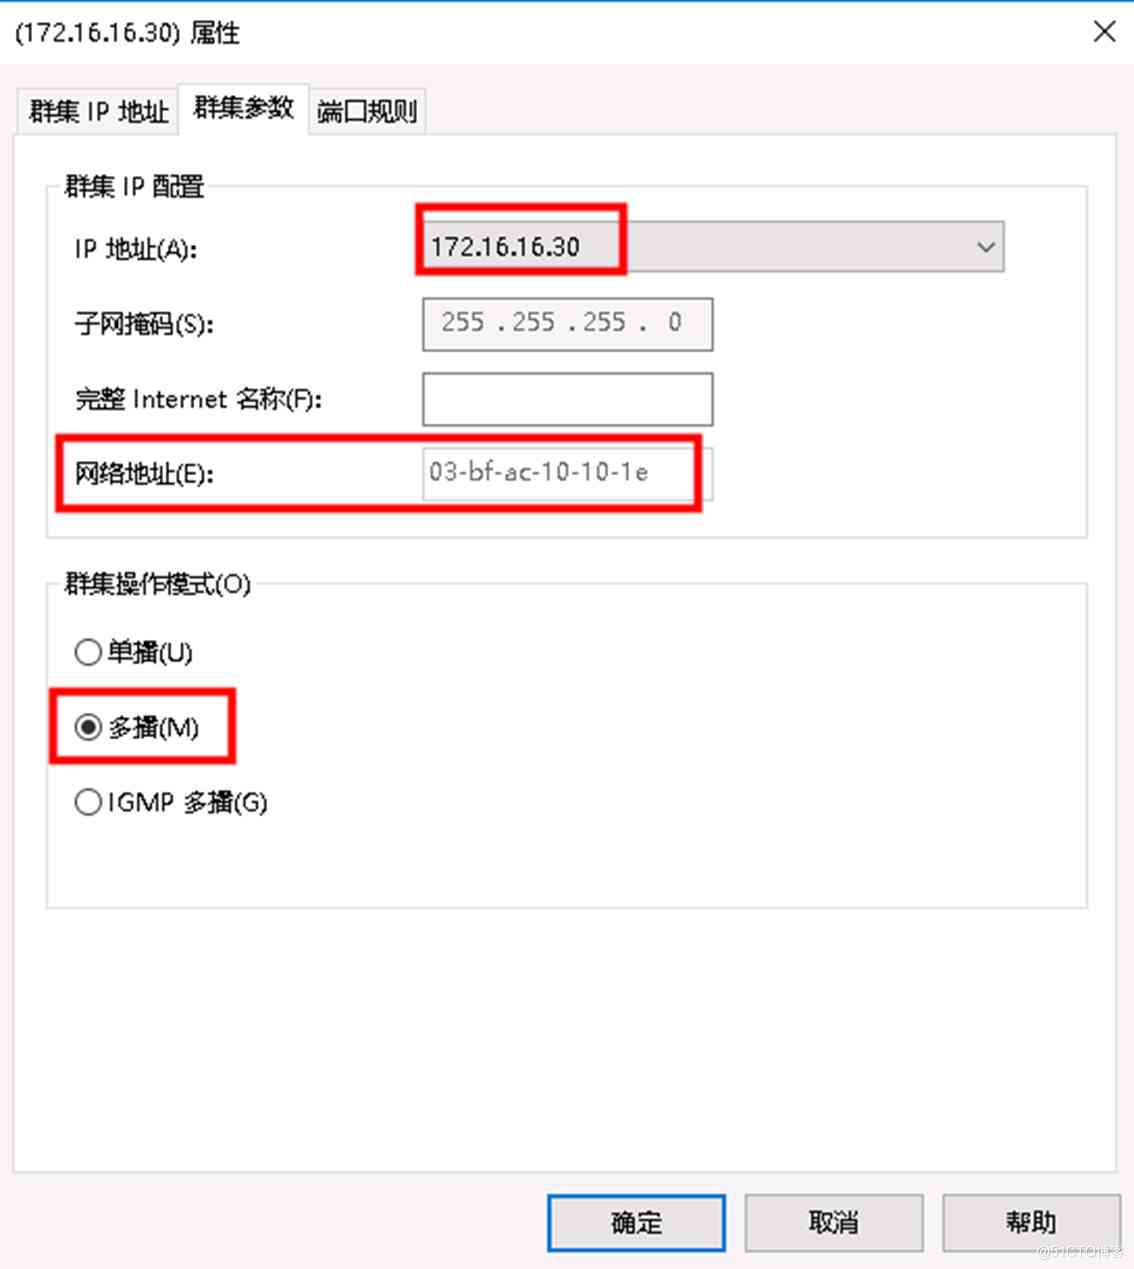 (172.16.16.30) 属性
群集 IP 地址 群集参数 端口规则
群集 IP 配置
IP 地址(A): 172.16.16.30
子网掩码(S): 255 . 255 . 255 . 0
完整 Internet 名称(F):
网络地址(E): 03-bf-ac-10-10-1e
群集操作模式(O)
单播(U)
多播(M)
IGMP 多播(G)
确定 取消 帮助
@51CTO博客